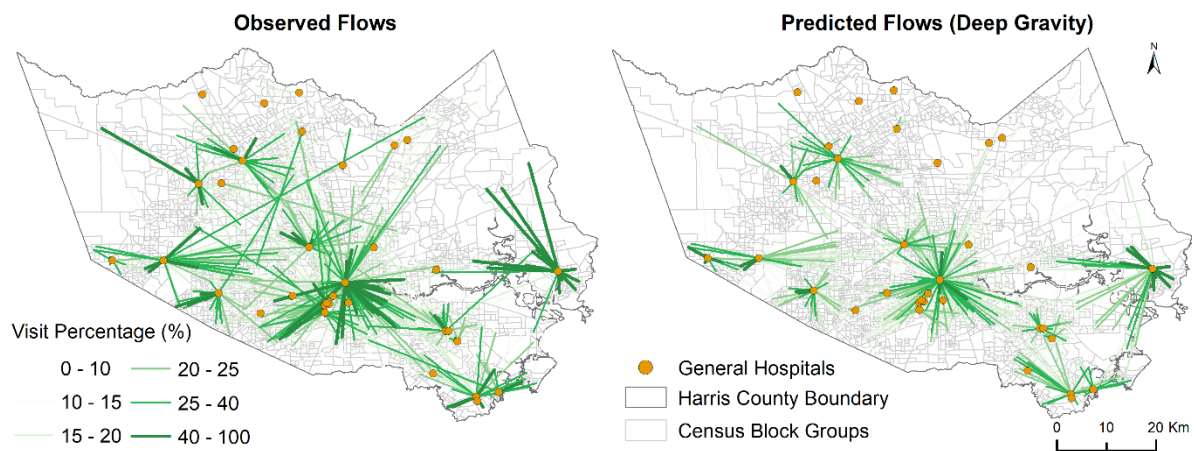 Observed Flows
Predicted Flows (Deep Gravity)
N
Visit Percentage (%)
0 - 10
20 - 25
10 - 15
25 - 40
15 - 20
40 - 100
General Hospitals
Harris County Boundary
Census Block Groups
0 10 20 Km